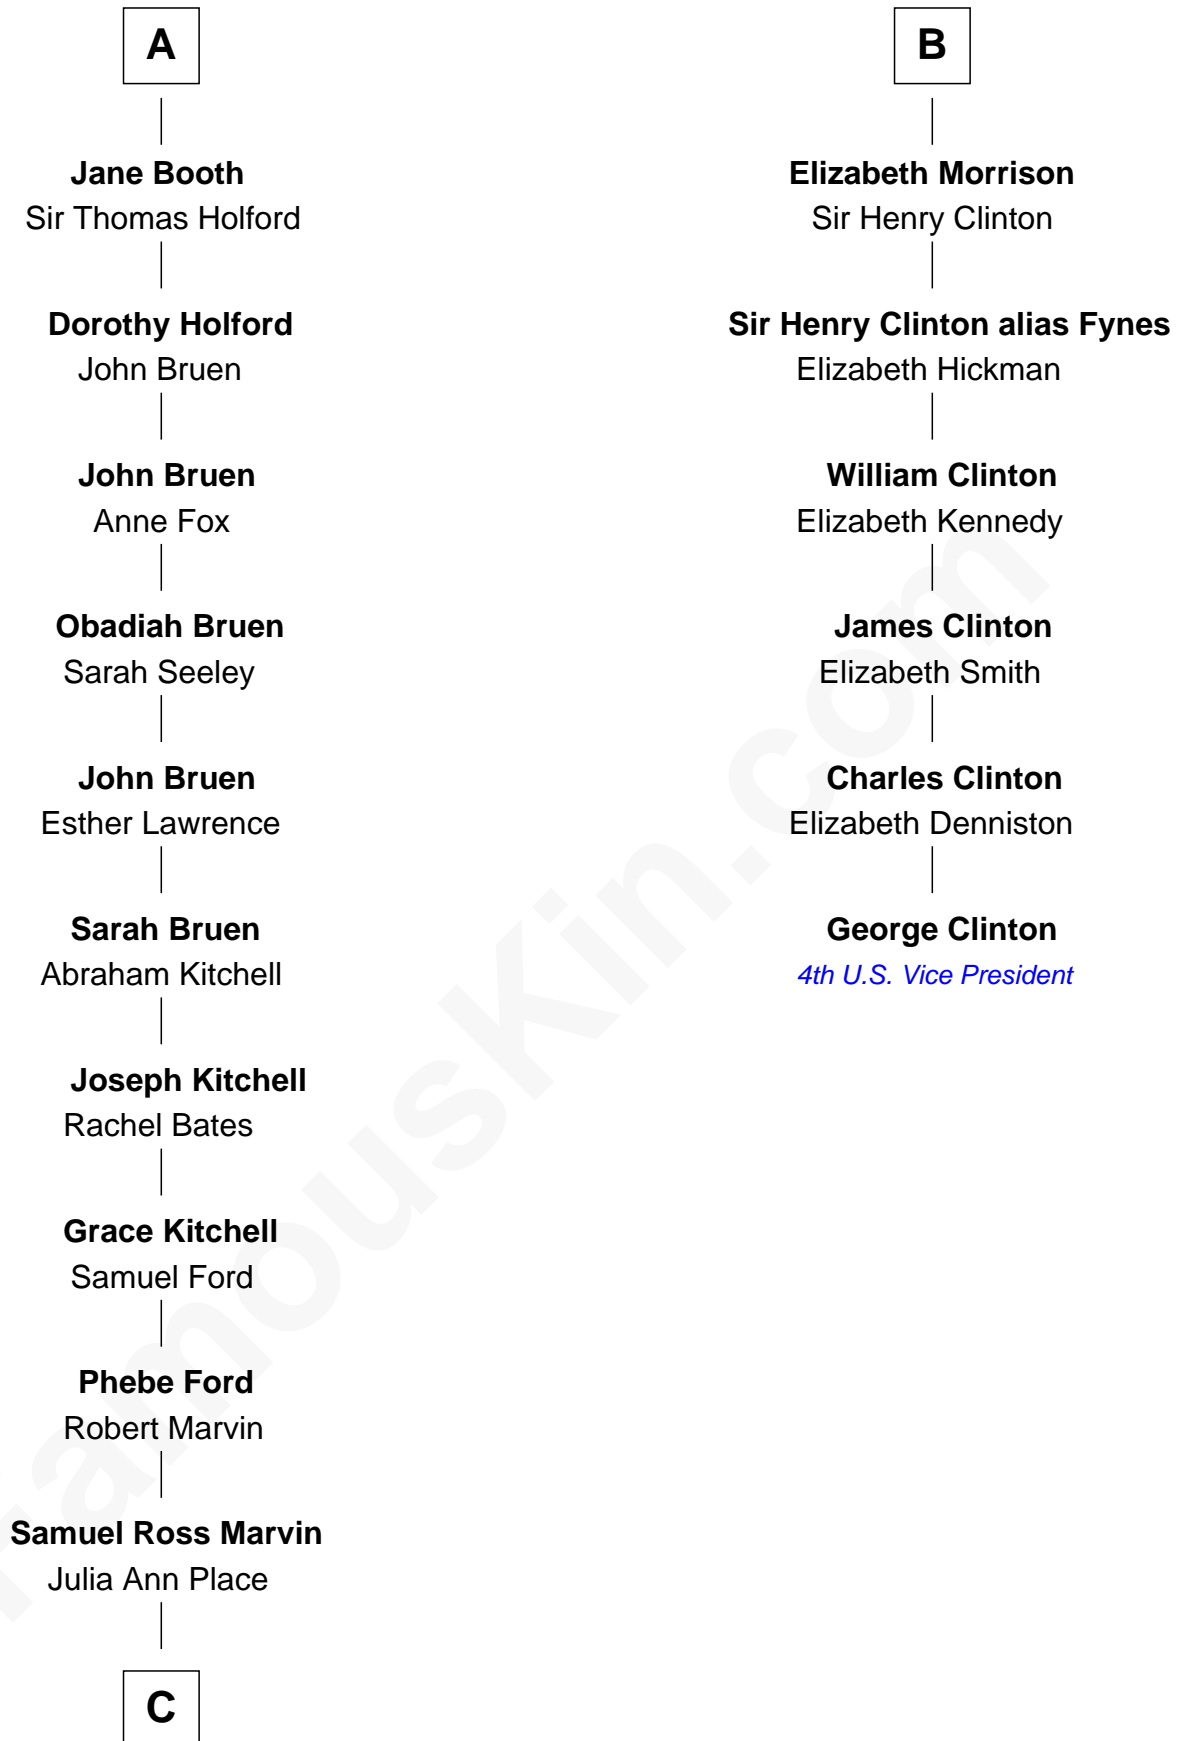 A
Jane Booth
Sir Thomas Holford
Dorothy Holford
John Bruen
John Bruen
Anne Fox
Obadiah Bruen
Sarah Seeley
John Bruen
Esther Lawrence
Sarah Bruen
Abraham Kitchell
Joseph Kitchell
Rachel Bates
Grace Kitchell
Samuel Ford
Phebe Ford
Robert Marvin
Samuel Ross Marvin
Julia Ann Place
C
B
Elizabeth Morrison
Sir Henry Clinton
Sir Henry Clinton alias Fynes
Elizabeth Hickman
William Clinton
Elizabeth Kennedy
James Clinton
Elizabeth Smith
Charles Clinton
Elizabeth Denniston
George Clinton
4th U.S. Vice President
FamousKin.com